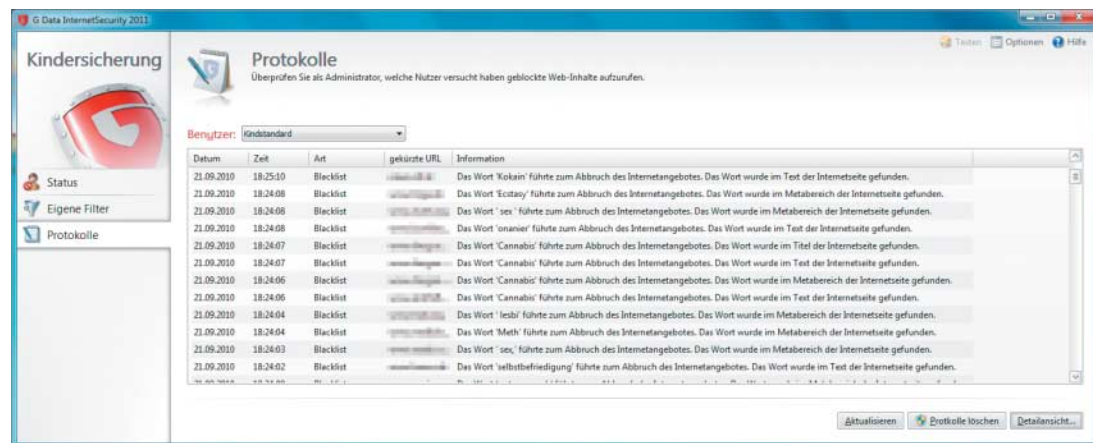 G Data InternetSecurity 2011
Testen Optionen Hilfe
Kindersicherung
Protokolle
Überprüfen Sie als Administrator, welche Nutzer versucht haben geblockte Web-Inhalte aufzurufen.
Benutzer: Kindstandard
Status
Eigene Filter
Protokolle
Datum Zeit Art gekürzte URL Information
21.09.2010 18:25:10 Blacklist Das Wort 'Kokain' führte zum Abbruch des Internetangebotes. Das Wort wurde im Text der Internetseite gefunden.
21.09.2010 18:24:08 Blacklist Das Wort 'Ecstasy' führte zum Abbruch des Internetangebotes. Das Wort wurde im Metabereich der Internetseite gefunden.
21.09.2010 18:24:08 Blacklist Das Wort ' sex ' führte zum Abbruch des Internetangebotes. Das Wort wurde im Metabereich der Internetseite gefunden.
21.09.2010 18:24:08 Blacklist Das Wort 'onanier' führte zum Abbruch des Internetangebotes. Das Wort wurde im Text der Internetseite gefunden.
21.09.2010 18:24:07 Blacklist Das Wort 'Cannabis' führte zum Abbruch des Internetangebotes. Das Wort wurde im Titel der Internetseite gefunden.
21.09.2010 18:24:07 Blacklist Das Wort 'Cannabis' führte zum Abbruch des Internetangebotes. Das Wort wurde im Text der Internetseite gefunden.
21.09.2010 18:24:06 Blacklist Das Wort 'Cannabis' führte zum Abbruch des Internetangebotes. Das Wort wurde im Metabereich der Internetseite gefunden.
21.09.2010 18:24:06 Blacklist Das Wort 'Cannabis' führte zum Abbruch des Internetangebotes. Das Wort wurde im Text der Internetseite gefunden.
21.09.2010 18:24:04 Blacklist Das Wort ' lesbi' führte zum Abbruch des Internetangebotes. Das Wort wurde im Metabereich der Internetseite gefunden.
21.09.2010 18:24:04 Blacklist Das Wort 'Meth' führte zum Abbruch des Internetangebotes. Das Wort wurde im Metabereich der Internetseite gefunden.
21.09.2010 18:24:03 Blacklist Das Wort ' sex,' führte zum Abbruch des Internetangebotes. Das Wort wurde im Metabereich der Internetseite gefunden.
21.09.2010 18:24:02 Blacklist Das Wort 'selbstbefriedigung' führte zum Abbruch des Internetangebotes. Das Wort wurde im Text der Internetseite gefunden.
Aktualisieren Protkolle löschen Detailansicht...